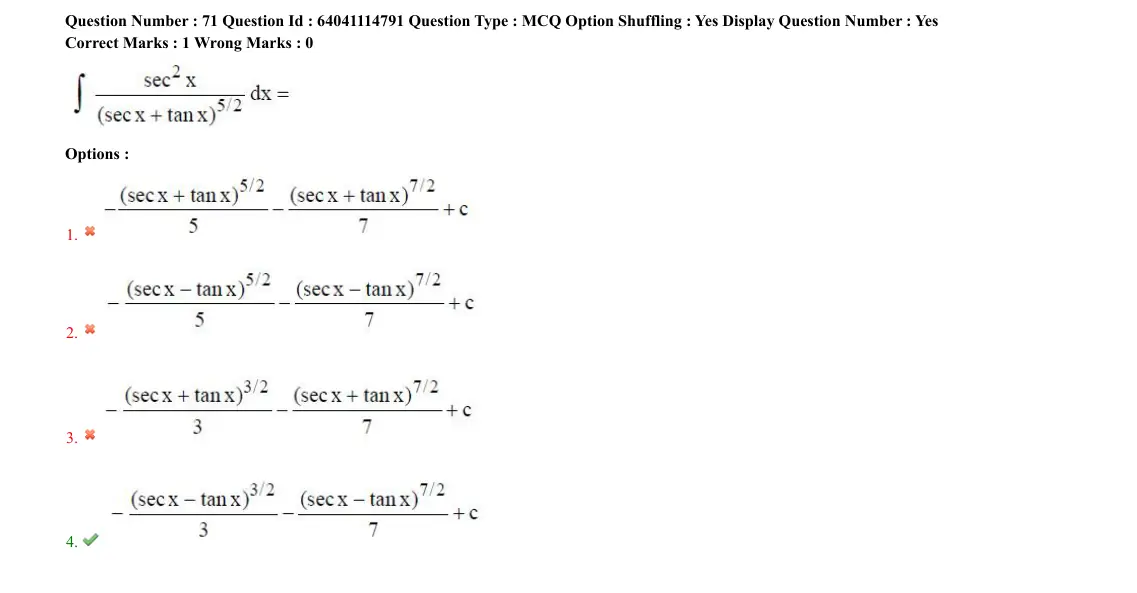 Question Number : 71 Question Id : 64041114791 Question Type : MCQ Option Shuffling : Yes Display Question Number : Yes
Correct Marks : 1 Wrong Marks : 0
∫ sec² x / (sec x + tan x)^5/2 dx =
Options :
1. ✖ −(sec x + tan x)^5/2 / 5 − (sec x + tan x)^7/2 / 7 + c
2. ✖ −(sec x − tan x)^5/2 / 5 − (sec x − tan x)^7/2 / 7 + c
3. ✖ −(sec x + tan x)^3/2 / 3 − (sec x + tan x)^7/2 / 7 + c
4. ✔ −(sec x − tan x)^3/2 / 3 − (sec x − tan x)^7/2 / 7 + c